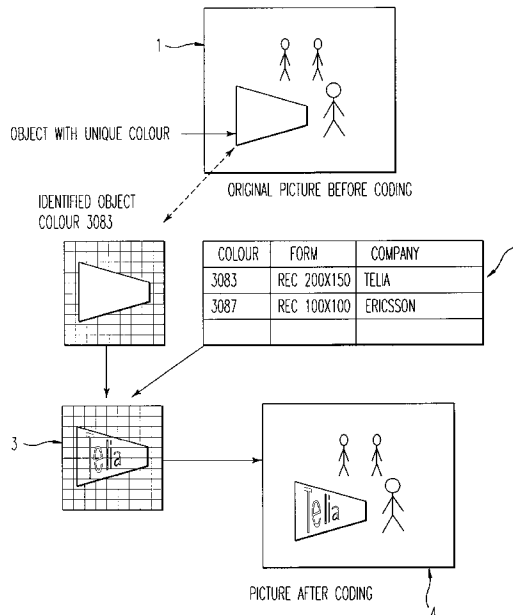 1
OBJECT WITH UNIQUE COLOUR
ORIGINAL PICTURE BEFORE CODING
IDENTIFIED OBJECT
COLOUR 3083
COLOUR FORM COMPANY
3083 REC 200X150 TELIA
3087 REC 100X100 ERICSSON
3
Telia
Telia
PICTURE AFTER CODING
4